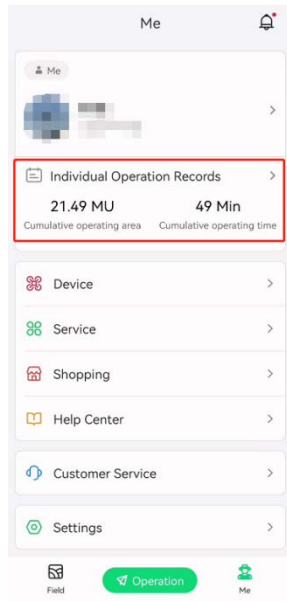 Me
Me
Individual Operation Records
21.49 MU 49 Min
Cumulative operating area Cumulative operating time
Device
Service
Shopping
Help Center
Customer Service
Settings
Field Operation Me